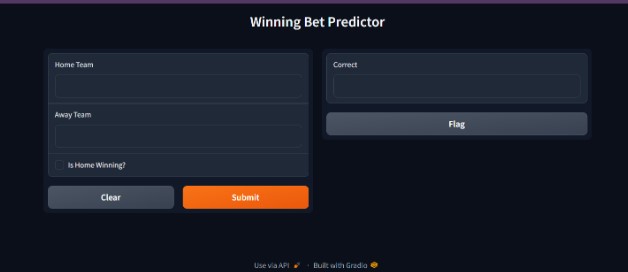 Winning Bet Predictor
Home Team
Correct
Away Team
Flag
Is Home Winning?
Clear
Submit
Use via API · Built with Gradio